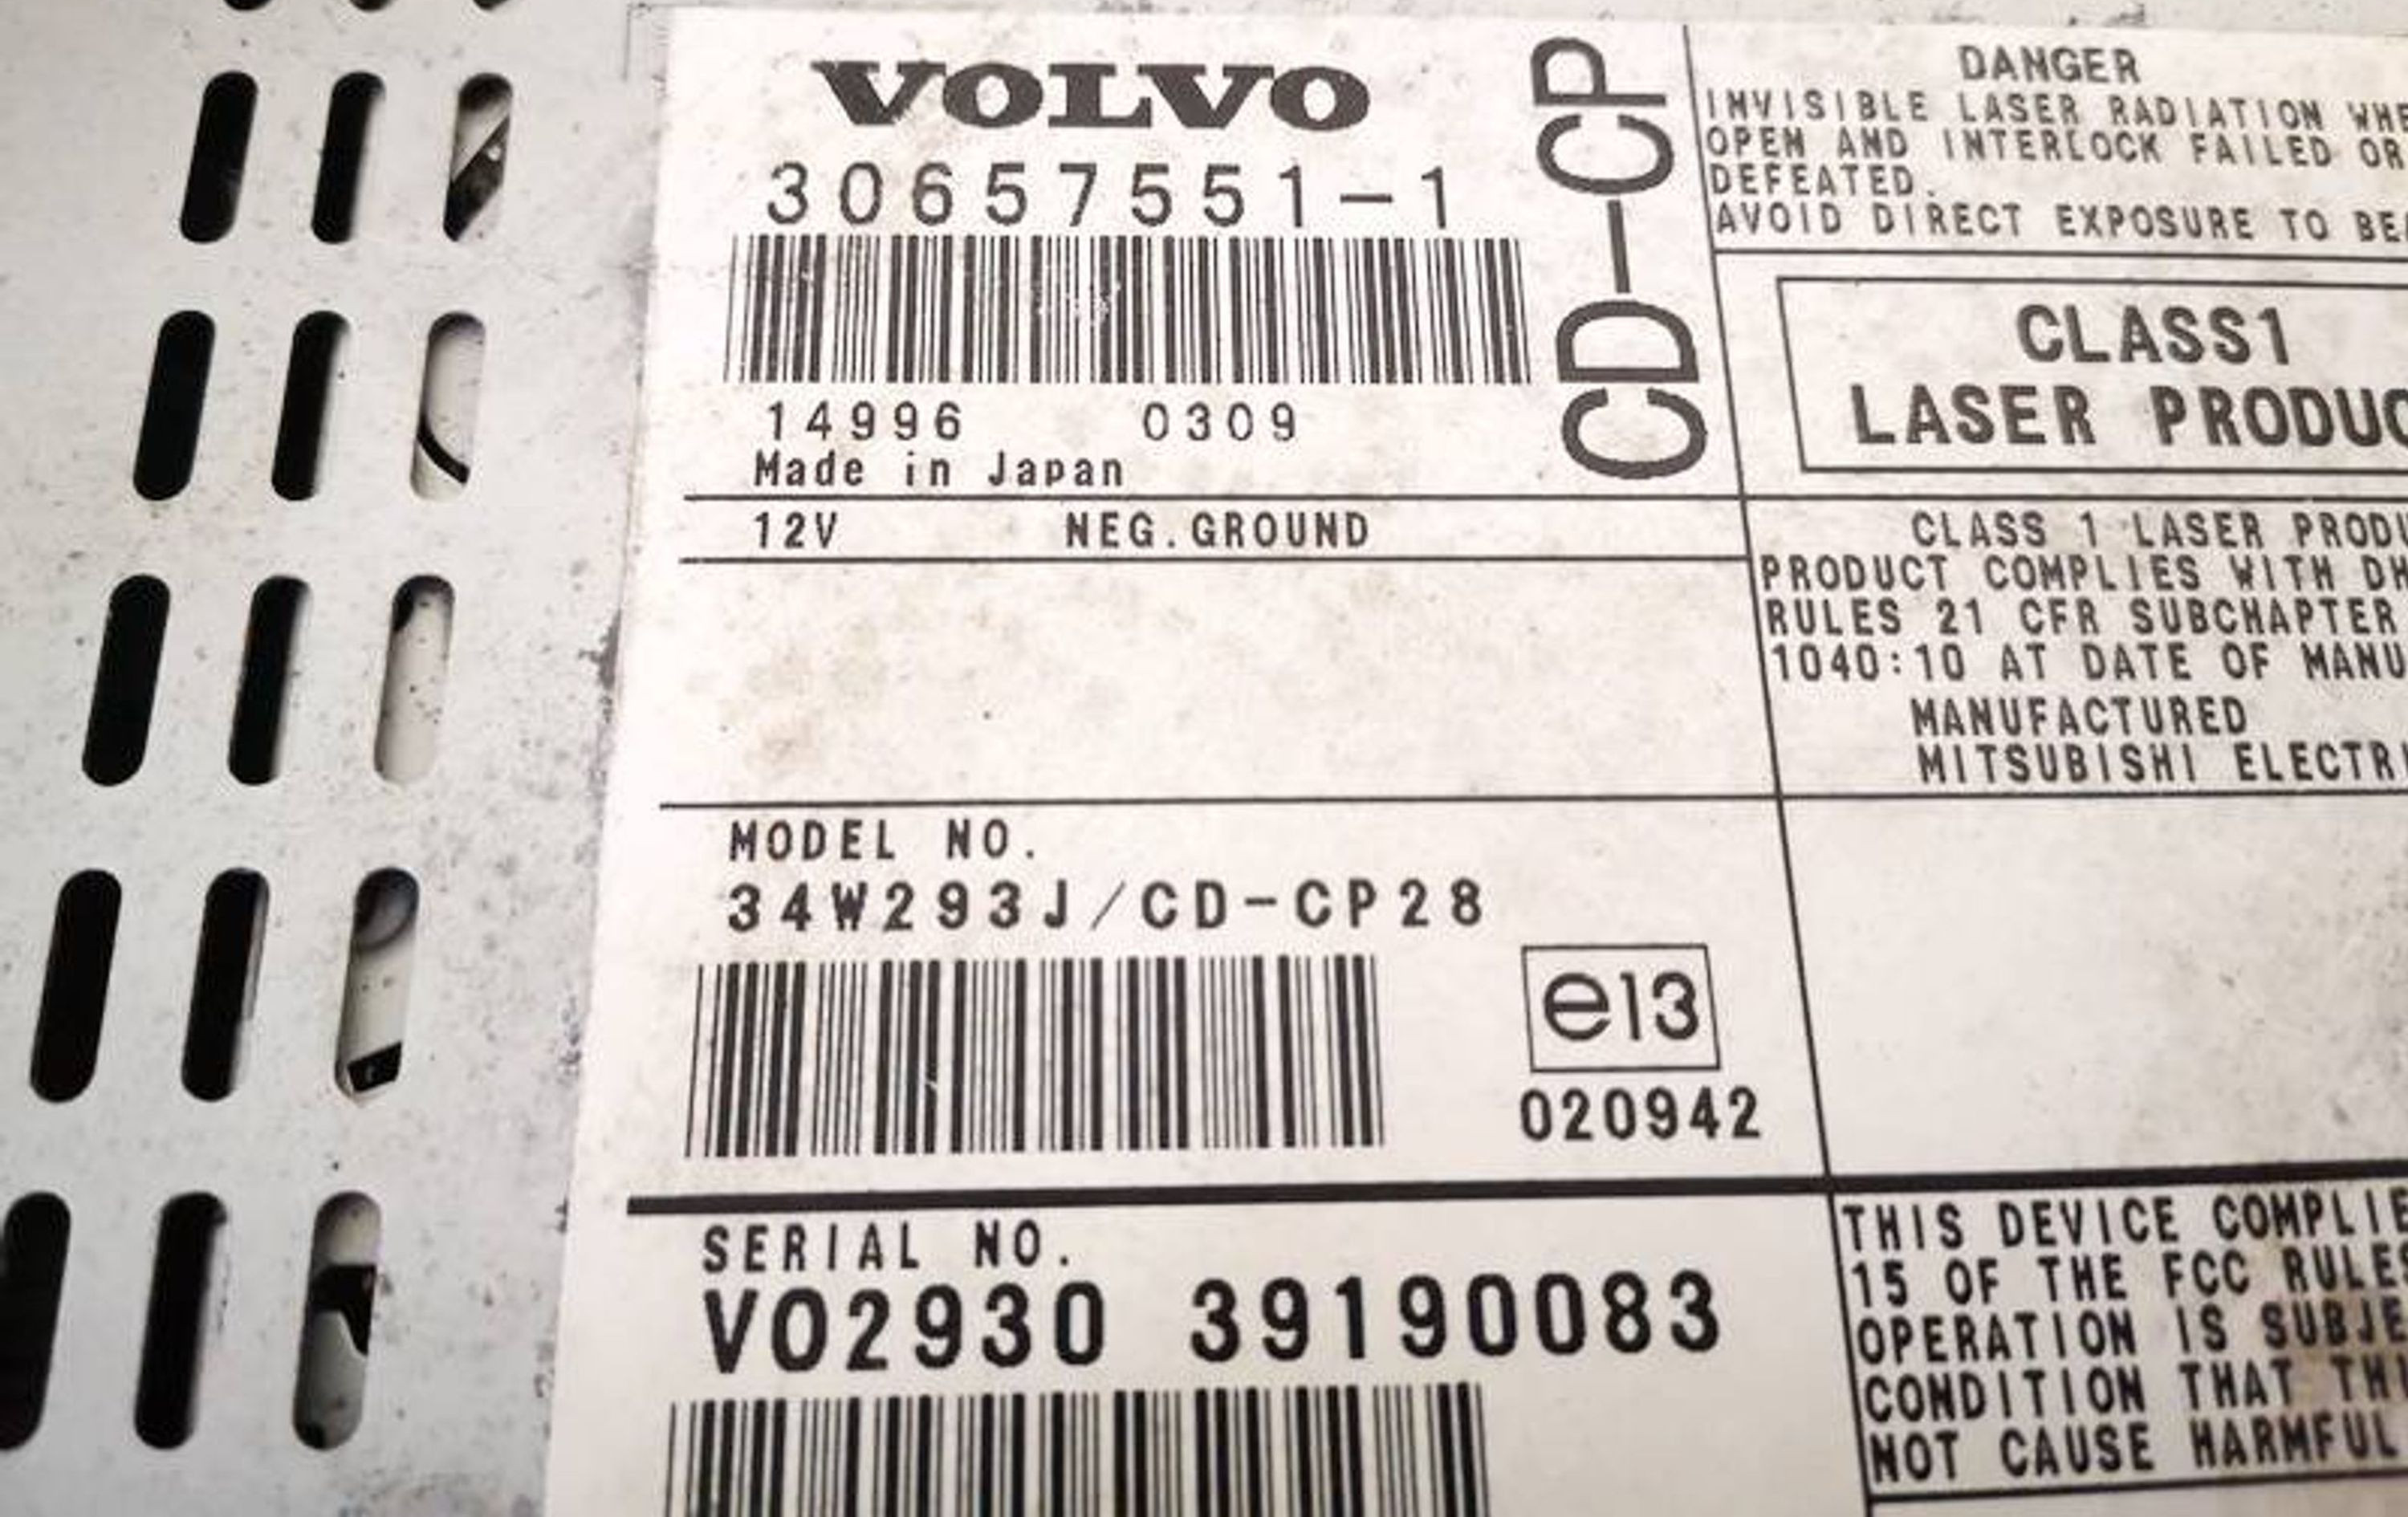 VOLVO
30657551-1
14996 0309
Made in Japan
CD-CP
12V NEG.GROUND
MODEL NO.
34W293J/CD-CP28
e13
020942
SERIAL NO.
VO2930 39190083
DANGER
INVISIBLE LASER RADIATION
OPEN AND INTERLOCK FAILED OR
DEFEATED.
AVOID DIRECT EXPOSURE TO
CLASS1
LASER
CLASS 1 LASER
PRODUCT COMPLIES WITH
RULES 21 CFR SUBCHAPTER
1040:10 AT DATE OF
MANUFACTURED
MITSUBISHI
THIS DEVICE
15 OF THE FCC
OPERATION IS
CONDITION THAT
NOT CAUSE HARMFUL